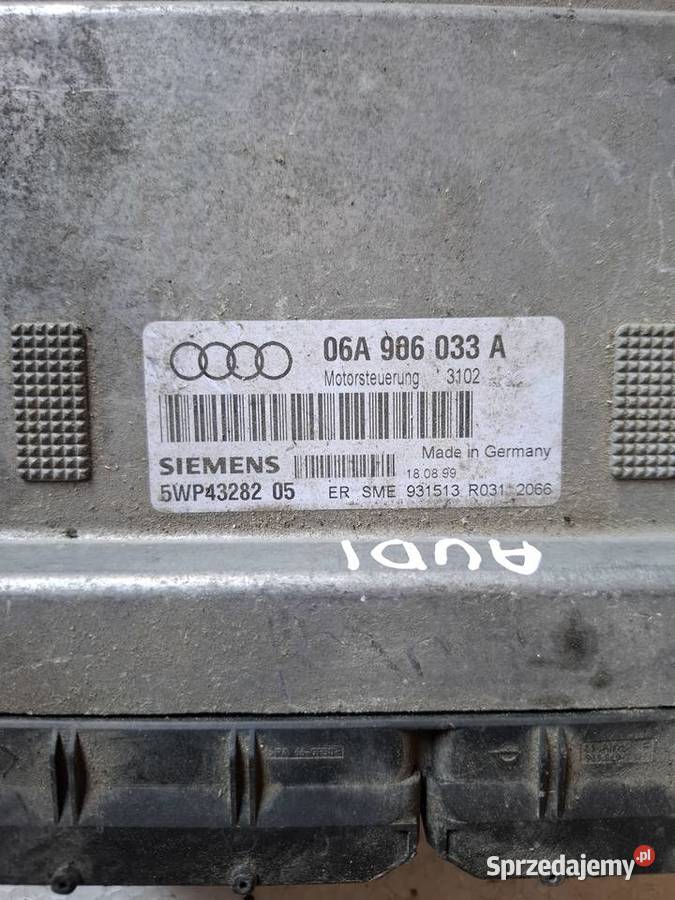 06A 906 033 A
Motorsteuerung 3102
SIEMENS
Made in Germany
18.08.99
5WP43282 05
ER SME 931513 R031 2066
AUDI
Sprzedajemy.pl